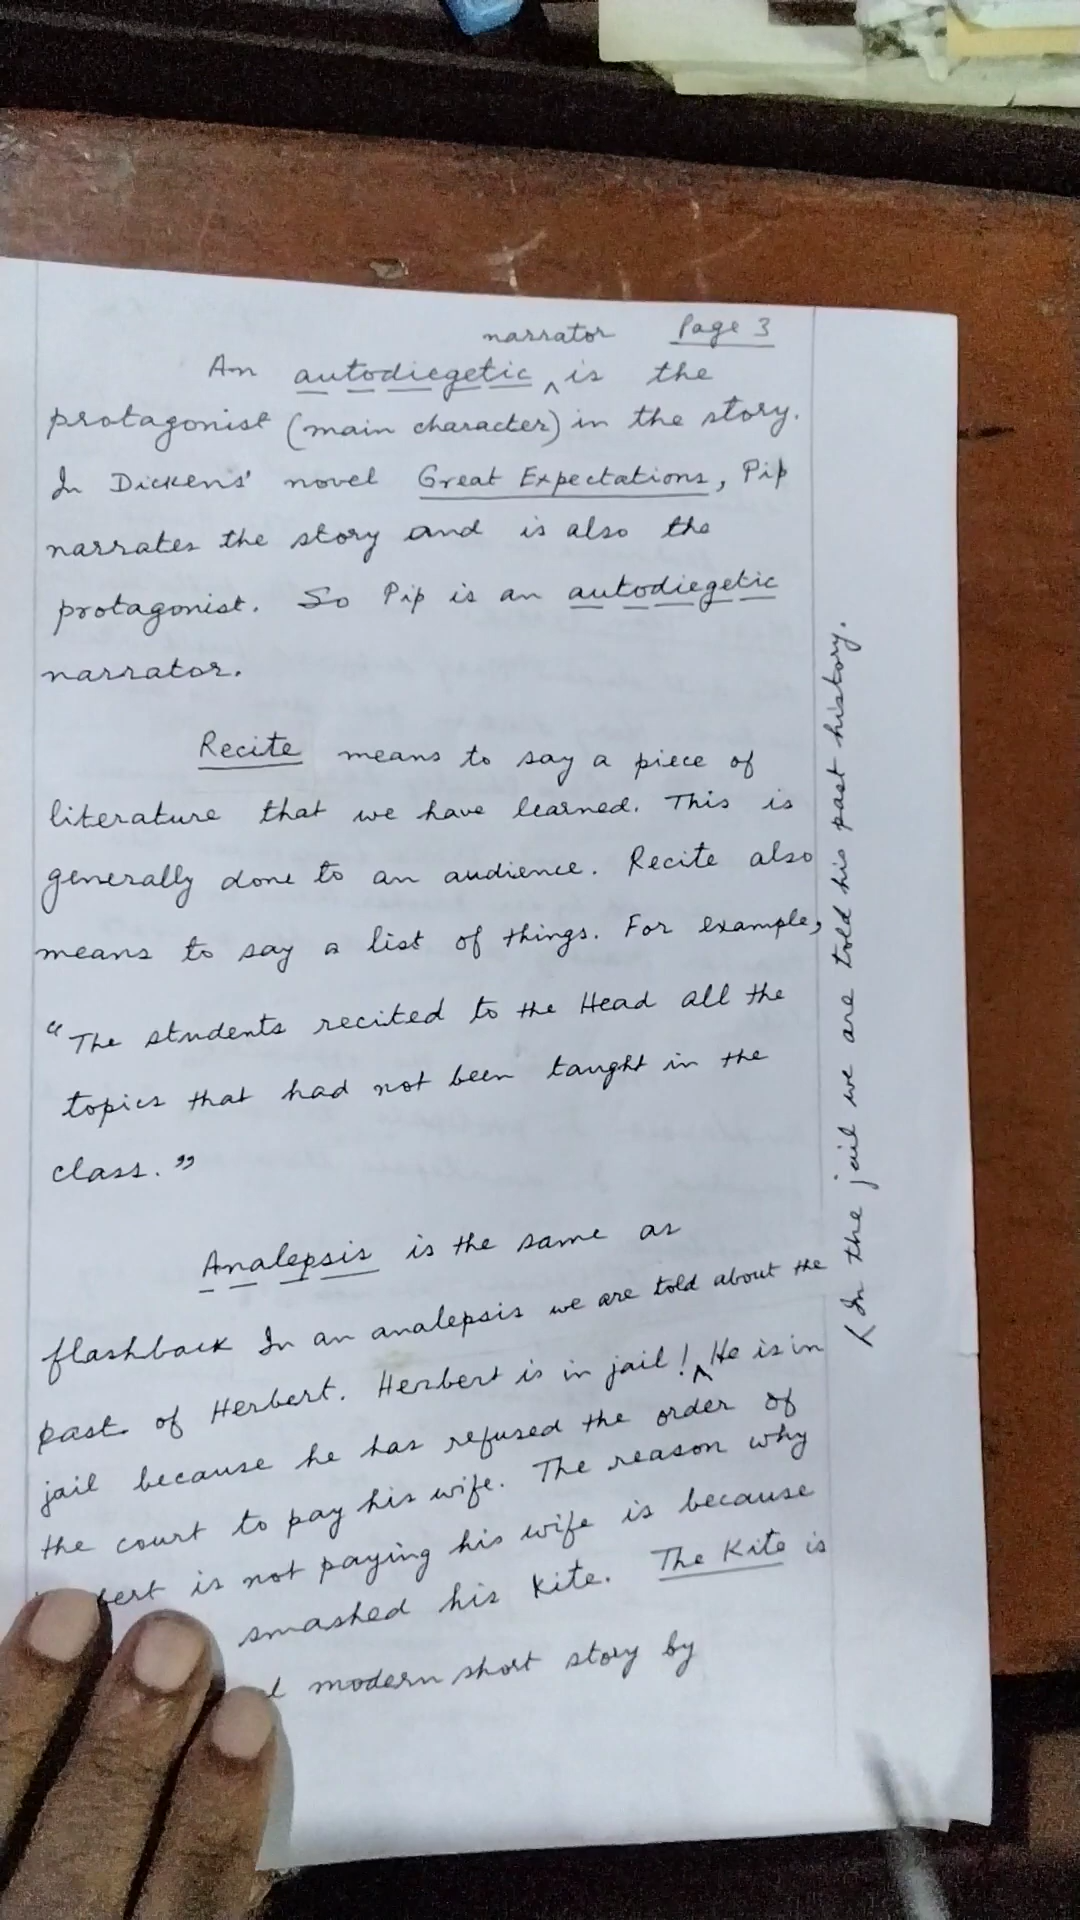 Page 3
An autodiegetic ^narrator is the
protagonist (main character) in the story.
In Dickens' novel Great Expectations, Pip
narrates the story and is also the
protagonist. So Pip is an autodiegetic
narrator.
Recite means to say a piece of
literature that we have learned. This is
generally done to an audience. Recite also
means to say a list of things. For example,
"The students recited to the Head all the
topics that had not been taught in the
class."
Analepsis is the same as
flashback In an analepsis we are told about the
past of Herbert. Herbert is in jail! ^ He is in
jail because he has refused the order of
the court to pay his wife. The reason why
bert is not paying his wife is because
smashed his kite. The Kite is
modern short story by
In the jail we are told his past history.